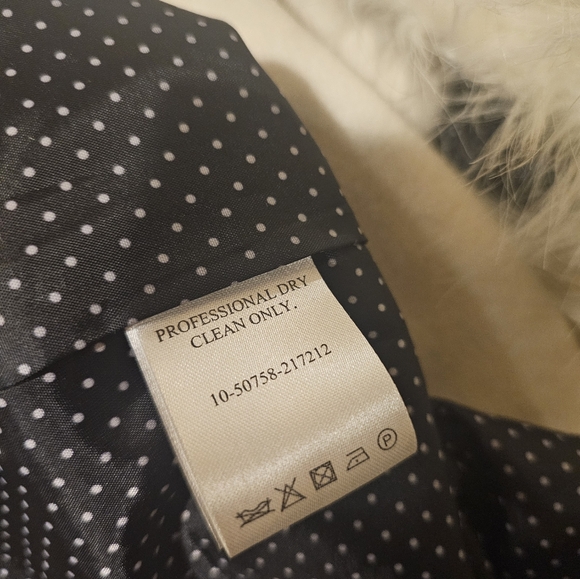 PROFESSIONAL DRY
CLEAN ONLY.
10-50758-217212
P